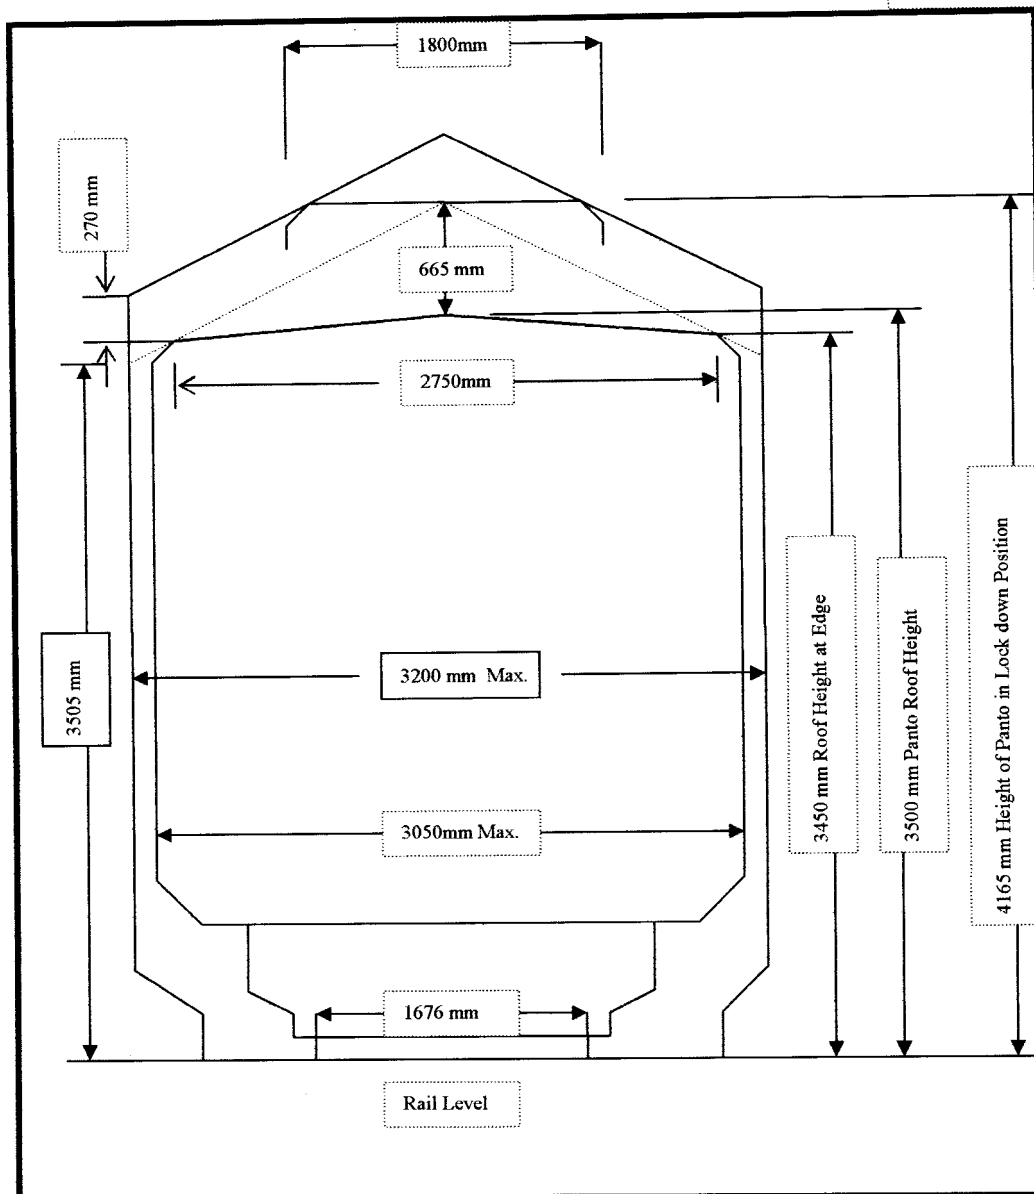 1800mm
270 mm
665 mm
2750mm
3505 mm
3200 mm Max.
3450 mm Roof Height at Edge
3500 mm Panto Roof Height
4165 mm Height of Panto in Lock down Position
3050mm Max.
1676 mm
Rail Level